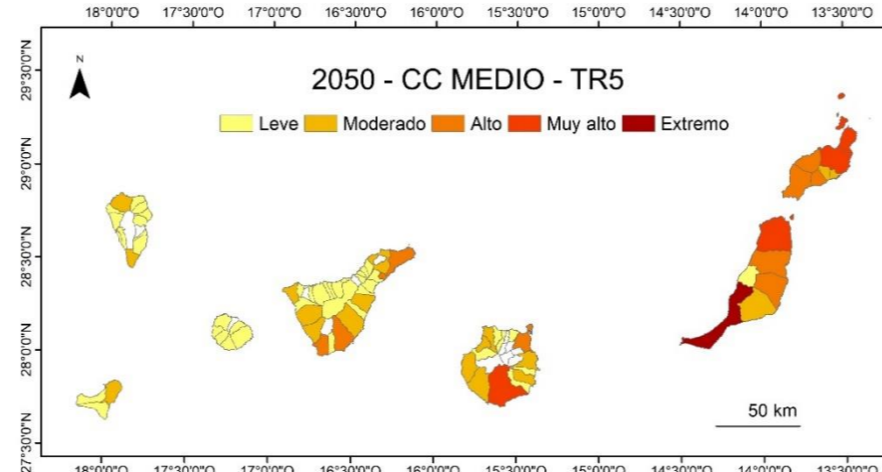 18°0'0"O 17°30'0"O 17°0'0"O 16°30'0"O 16°0'0"O 15°30'0"O 15°0'0"O 14°30'0"O 14°0'0"O 13°30'0"O
29°30'0"N
N
2050 - CC MEDIO - TR5
Leve Moderado Alto Muy alto Extremo
29°0'0"N
28°30'0"N
28°0'0"N
50 km
27°30'0"N
18°0'0"O 17°30'0"O 17°0'0"O 16°30'0"O 16°0'0"O 15°30'0"O 15°0'0"O 14°30'0"O 14°0'0"O 13°30'0"O